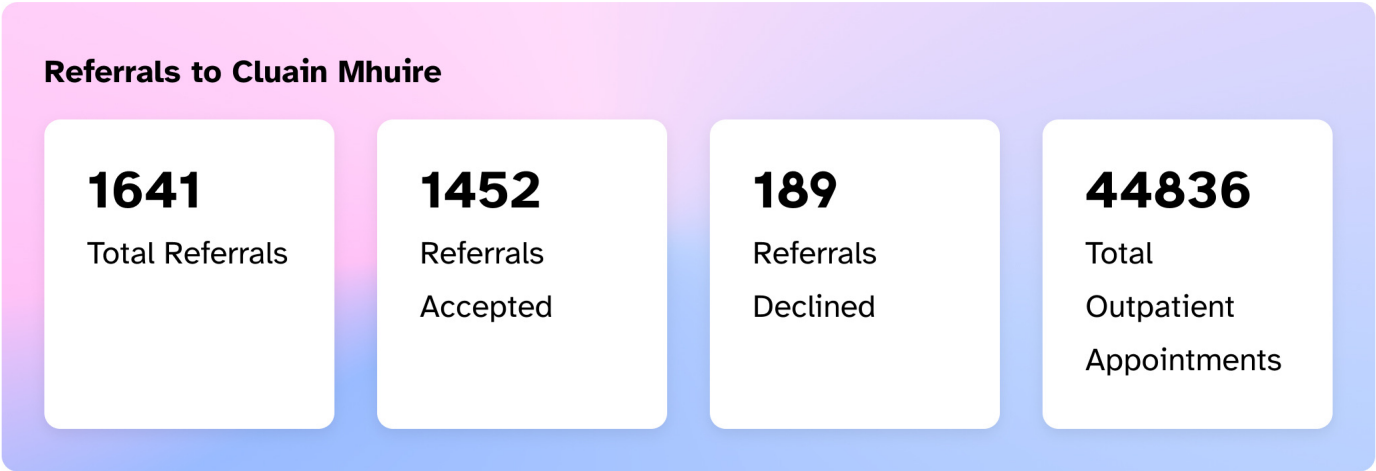 Referrals to Cluain Mhuire
1641
Total Referrals
1452
Referrals
Accepted
189
Referrals
Declined
44836
Total
Outpatient
Appointments